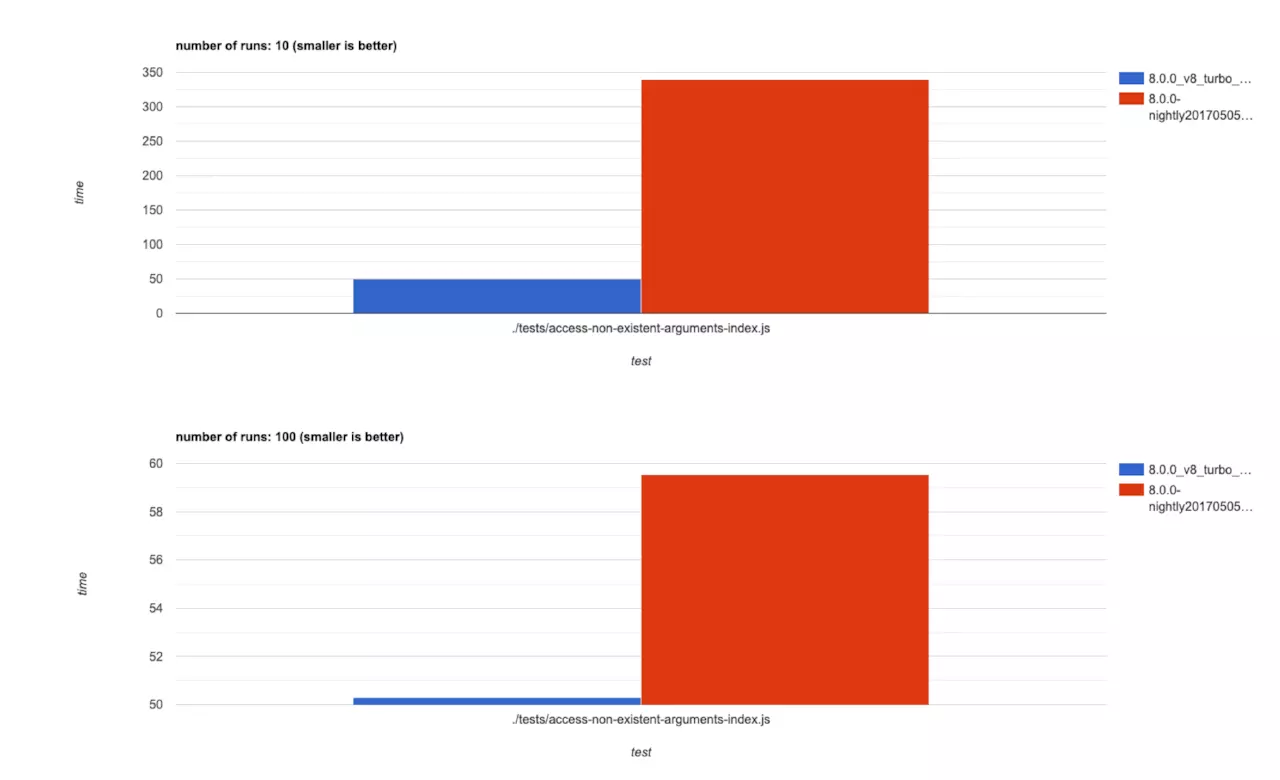 number of runs: 10 (smaller is better)
350
300
250
200
150
100
50
0
time
./tests/access-non-existent-arguments-index.js
test
8.0.0_v8_turbo_...
8.0.0-
nightly20170505...
number of runs: 100 (smaller is better)
60
58
56
54
52
50
time
./tests/access-non-existent-arguments-index.js
test
8.0.0_v8_turbo_...
8.0.0-
nightly20170505...